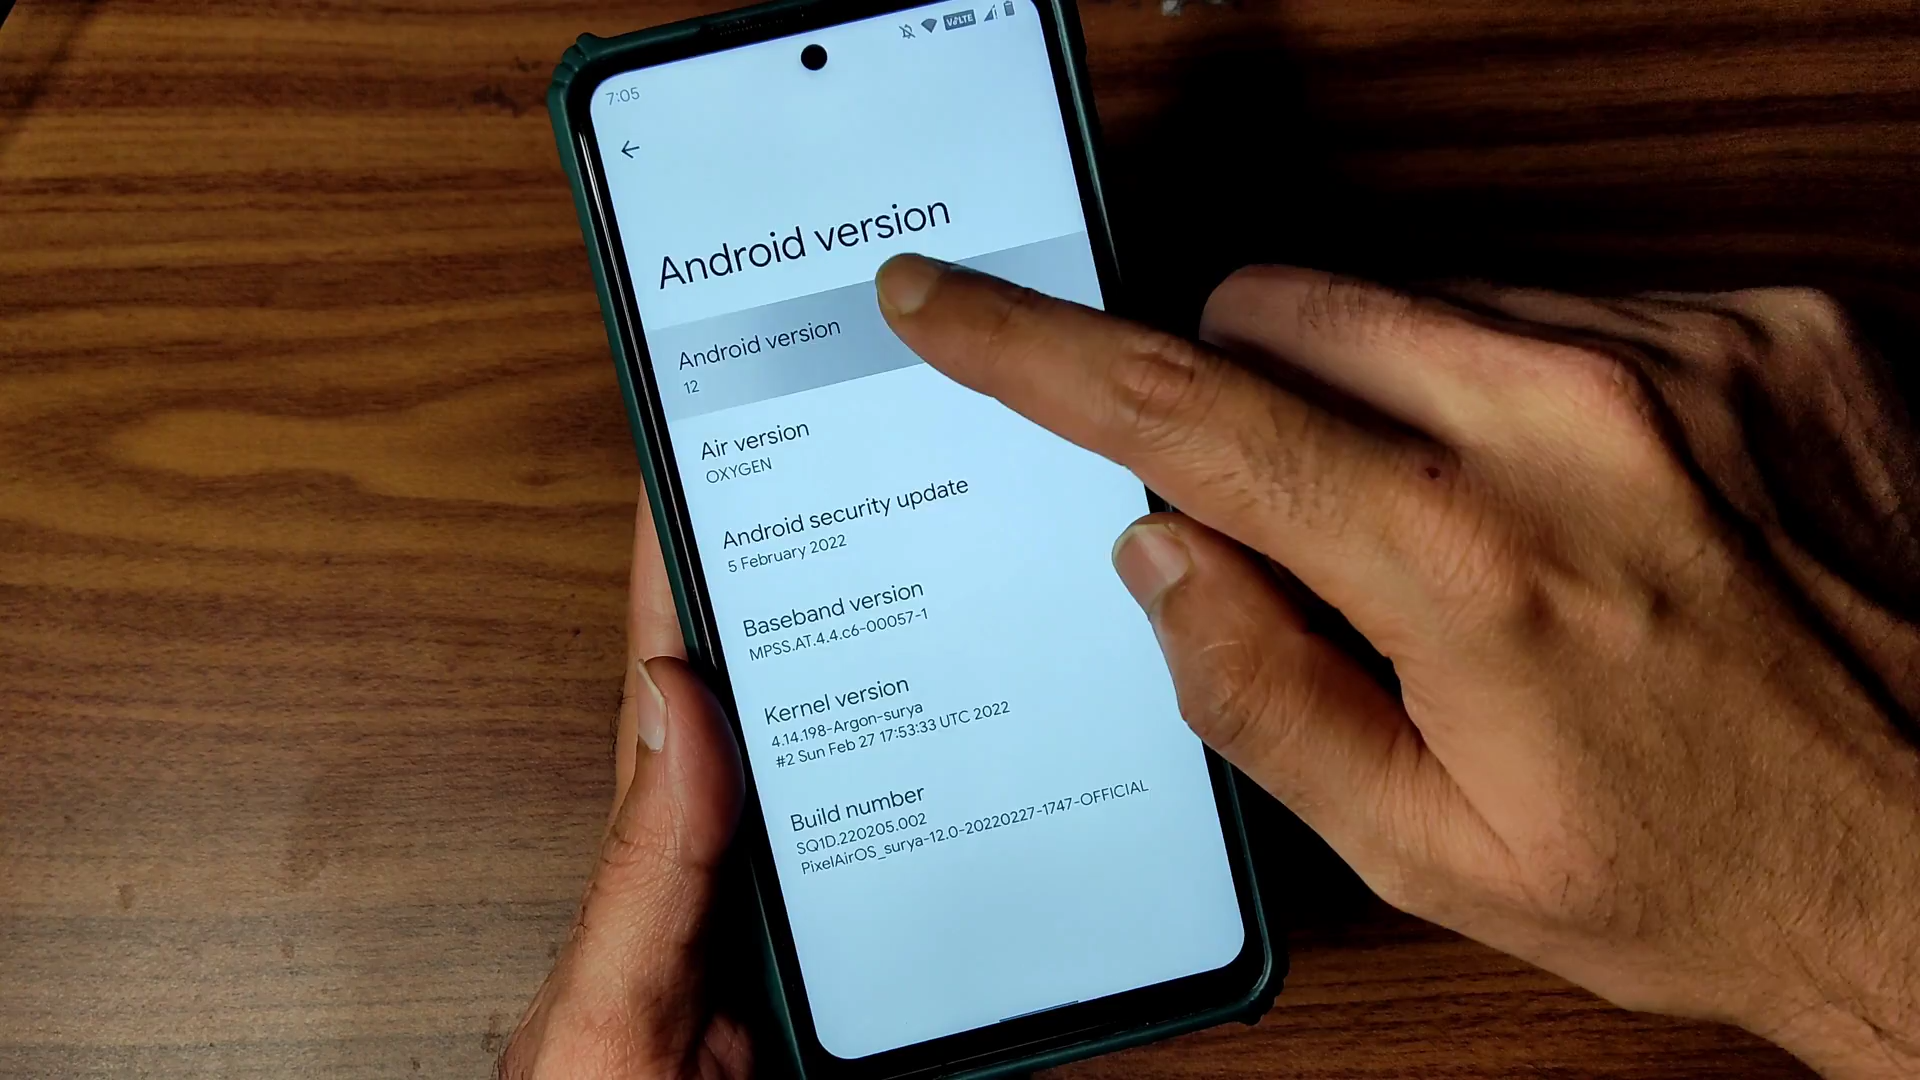 7:05
VoLTE
Android version
Android version
12
Air version
OXYGEN
Android security update
5 February 2022
Baseband version
MPSS.AT.4.4.c6-00057-1
Kernel version
4.14.198-Argon-surya
#2 Sun Feb 27 17:53:33 UTC 2022
Build number
SQ1D.220205.002
PixelAirOS_surya-12.0-20220227-1747-OFFICIAL